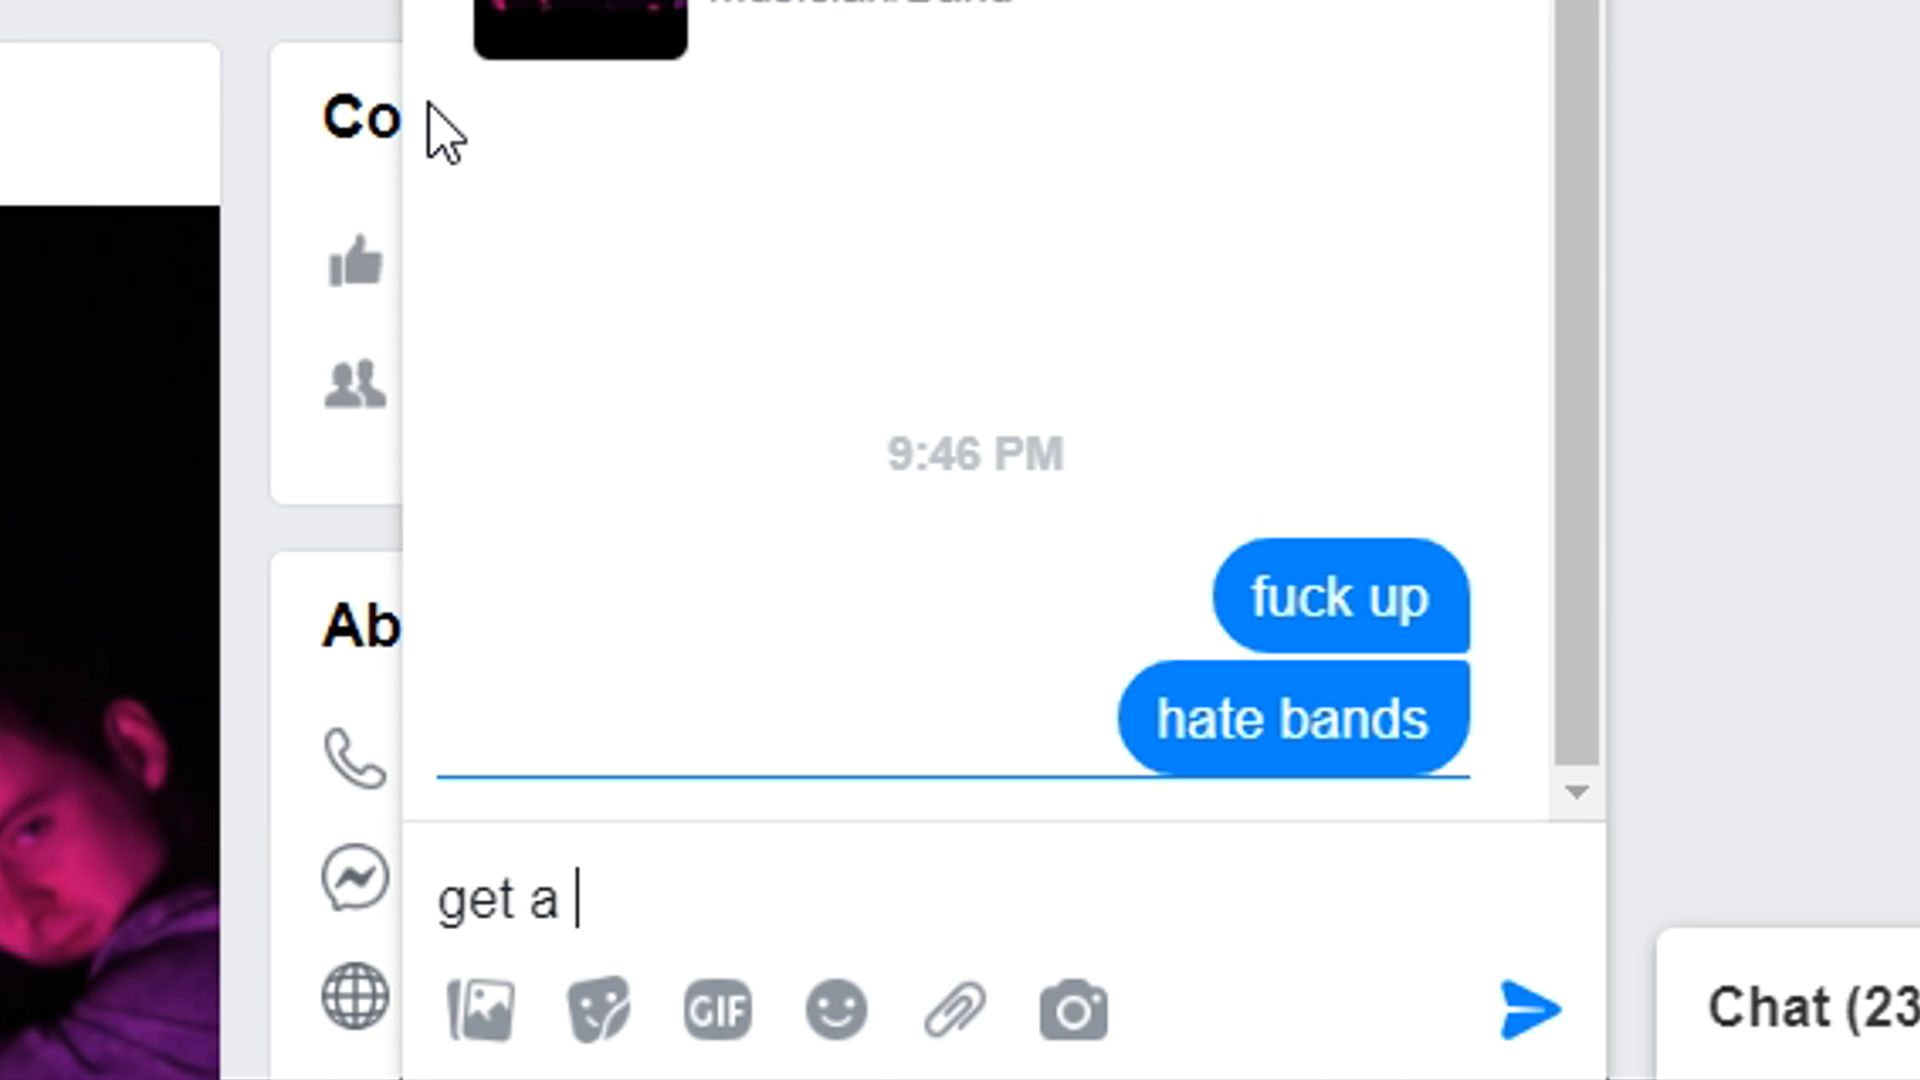 Co
9:46 PM
fuck up
hate bands
Ab
get a
GIF
Chat (23